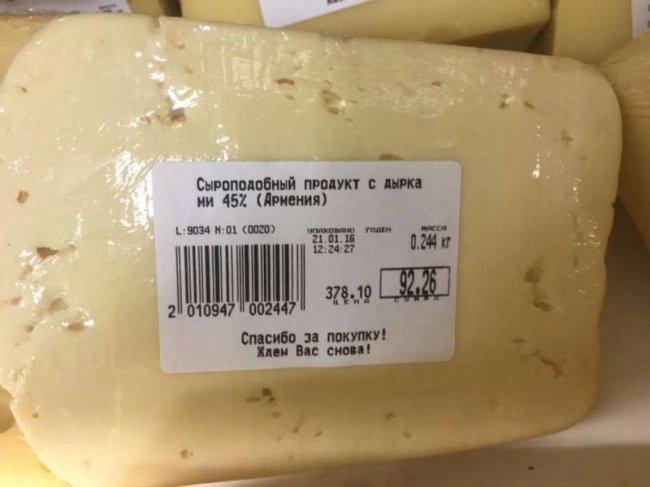 Сыроподобный продукт с дырка
ми 45% (Армения)
L:9034 N:01 (0020) упаковано годен масса
21.01.16 0.244 кг
12:24:27
378.10 92.26
цена сумма
2 010947 002447
Спасибо за покупку!
Ждем Вас снова!